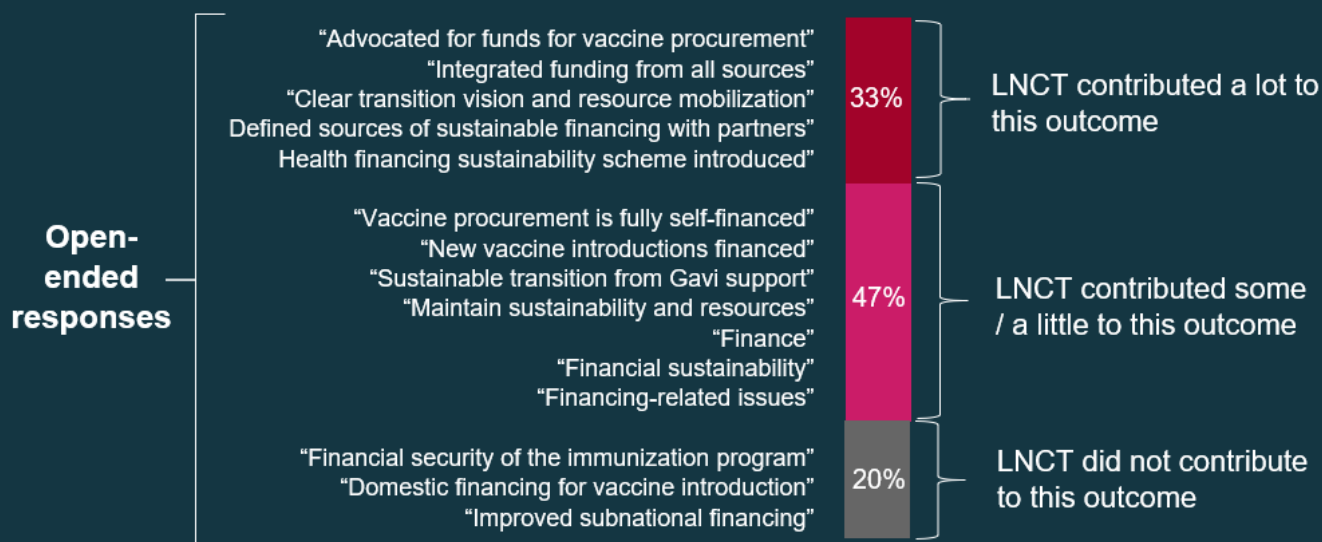 Open-
ended
responses
“Advocated for funds for vaccine procurement”
“Integrated funding from all sources”
“Clear transition vision and resource mobilization”
Defined sources of sustainable financing with partners”
Health financing sustainability scheme introduced”
33%
LNCT contributed a lot to
this outcome
“Vaccine procurement is fully self-financed”
“New vaccine introductions financed”
“Sustainable transition from Gavi support”
“Maintain sustainability and resources”
“Finance”
“Financial sustainability”
“Financing-related issues”
47%
LNCT contributed some
/ a little to this outcome
“Financial security of the immunization program”
“Domestic financing for vaccine introduction”
“Improved subnational financing”
20%
LNCT did not contribute
to this outcome